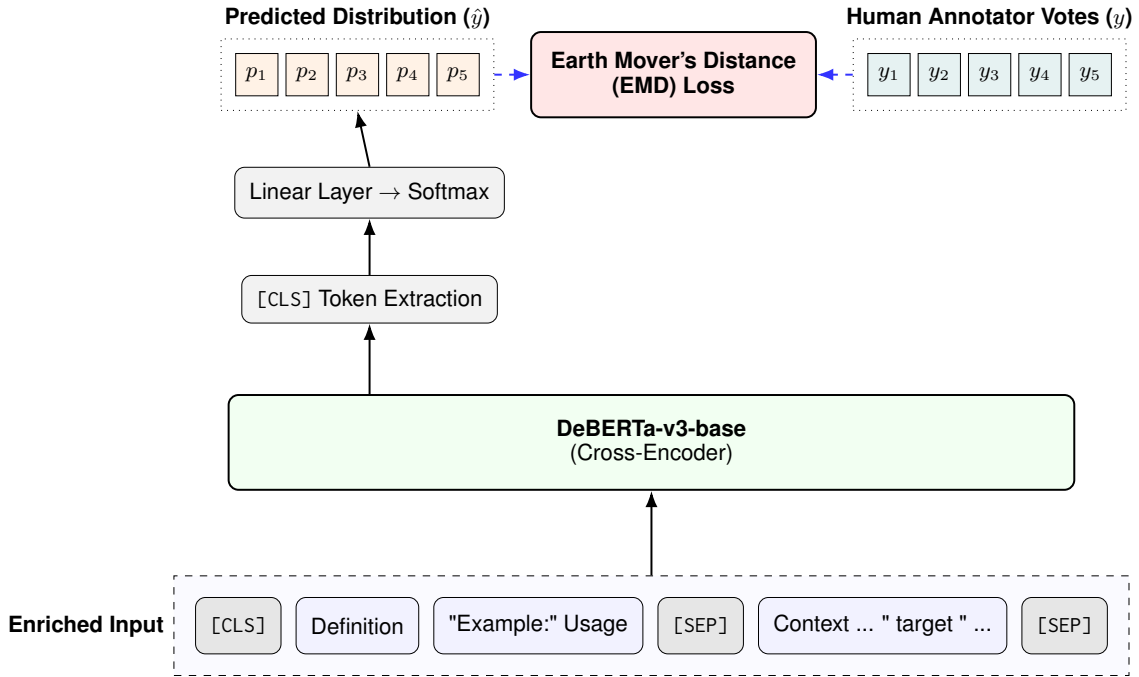 Predicted Distribution (ŷ)
Human Annotator Votes (y)
p₁ p₂ p₃ p₄ p₅
Earth Mover's Distance
(EMD) Loss
y₁ y₂ y₃ y₄ y₅
Linear Layer → Softmax
[CLS] Token Extraction
DeBERTa-v3-base
(Cross-Encoder)
Enriched Input
[CLS] Definition "Example:" Usage [SEP] Context ... " target " ... [SEP]